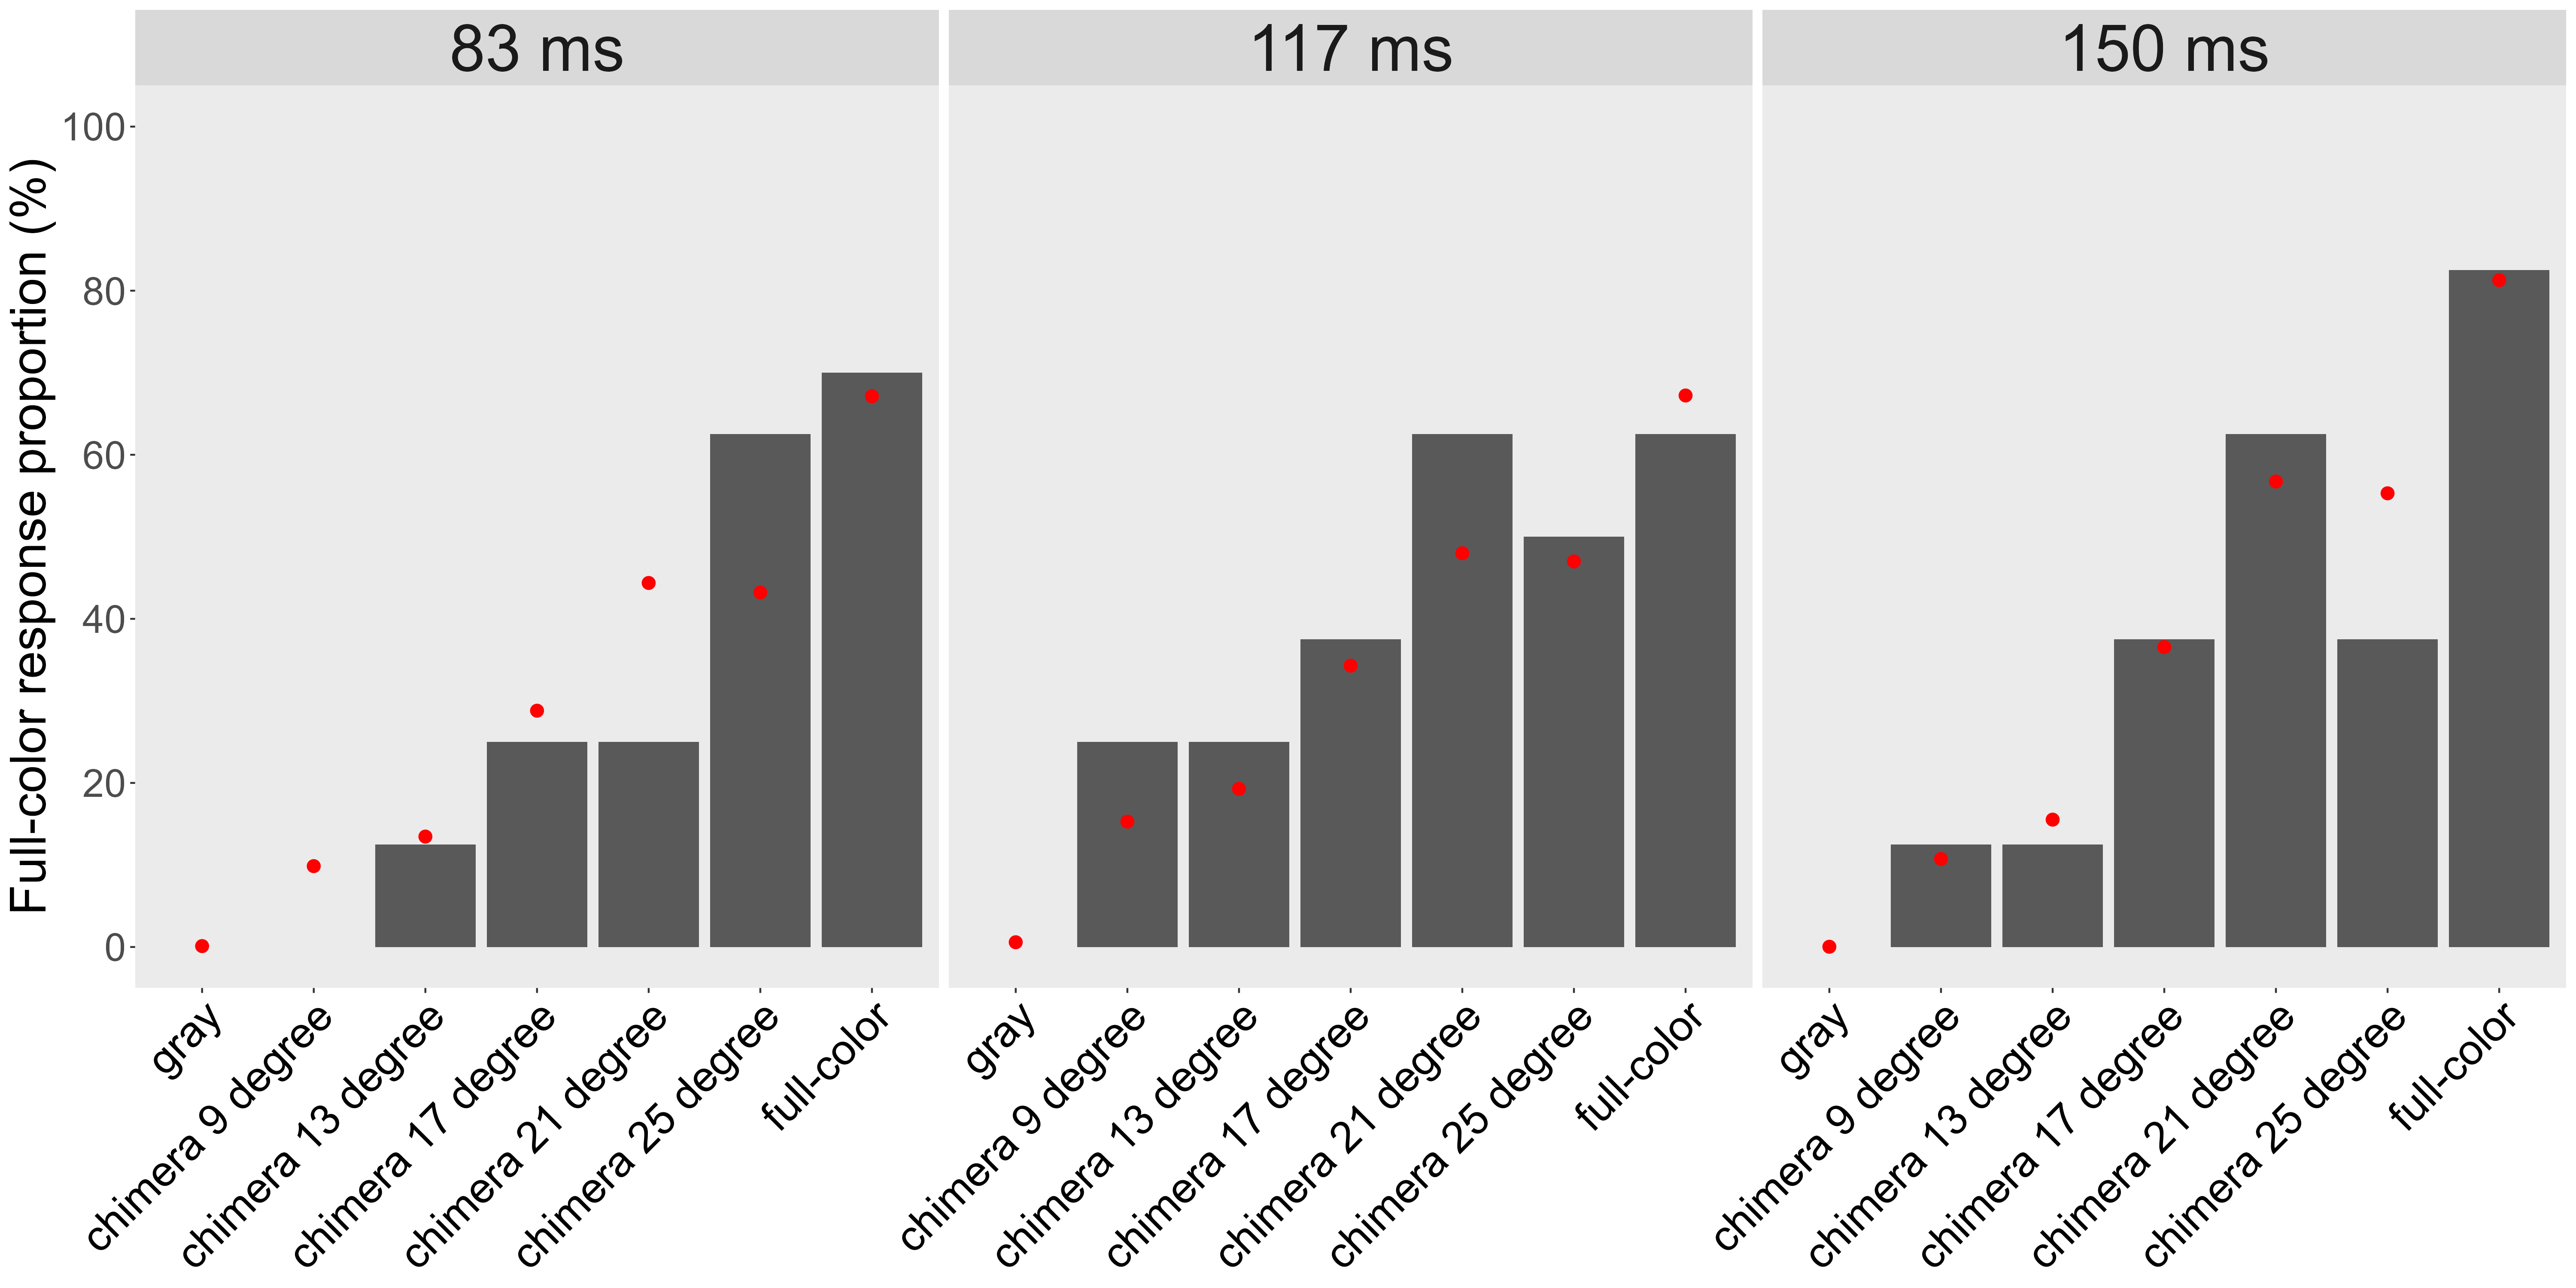 83 ms
117 ms
150 ms
Full-color response proportion (%)
100
80
60
40
20
0
gray
chimera 9 degree
chimera 13 degree
chimera 17 degree
chimera 21 degree
chimera 25 degree
full-color
gray
chimera 9 degree
chimera 13 degree
chimera 17 degree
chimera 21 degree
chimera 25 degree
full-color
gray
chimera 9 degree
chimera 13 degree
chimera 17 degree
chimera 21 degree
chimera 25 degree
full-color